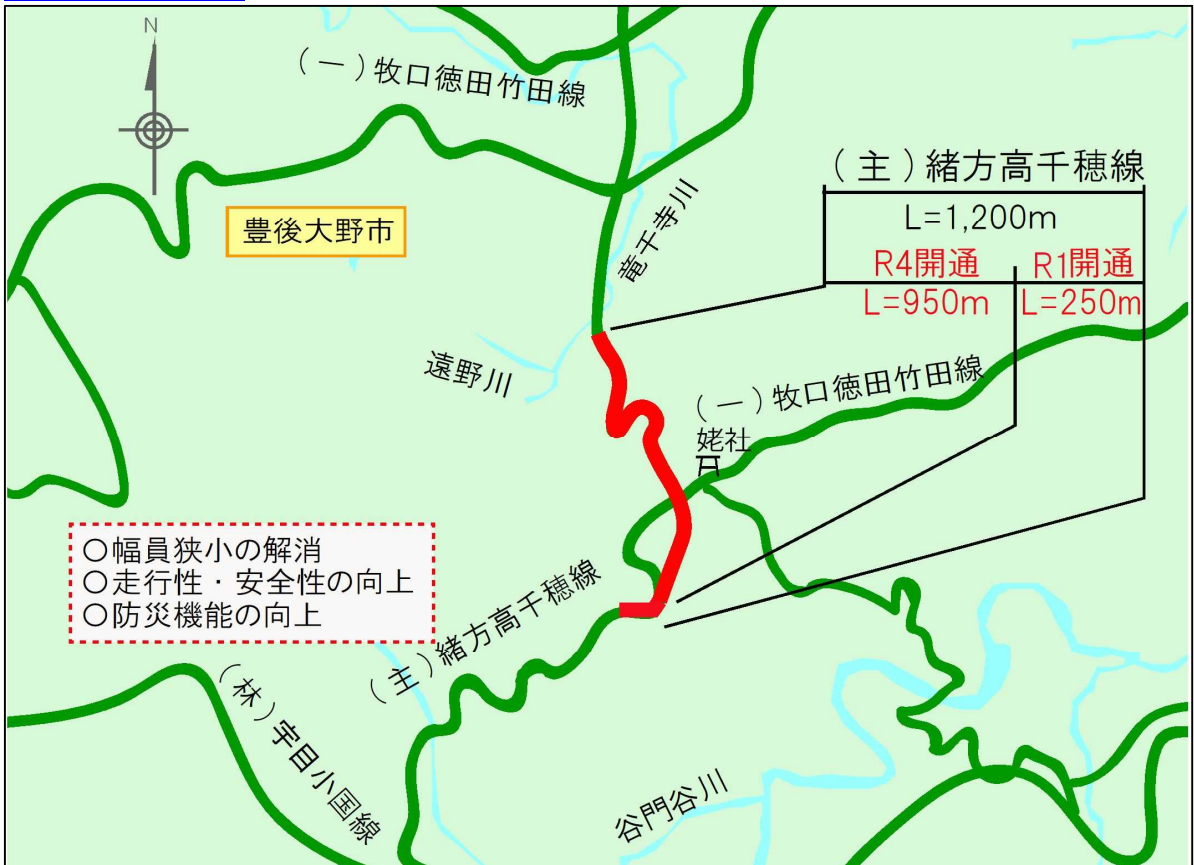 N
(一)牧口徳田竹田線
豊後大野市
竜千寺川
(主)緒方高千穂線
L=1,200m
R4開通
R1開通
L=950m
L=250m
遠野川
(一)牧口徳田竹田線
姥社
○幅員狭小の解消
○走行性・安全性の向上
○防災機能の向上
(主)緒方高千穂線
(林)宇目小国線
谷門谷川